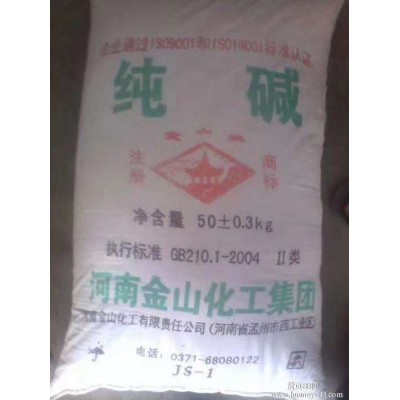 企业通过ISO9001和ISO14001标准认证
纯碱
金山
注册 商标
净含量 50±0.3kg
执行标准 GB210.1-2004 II类
河南金山化工集团
河南金山化工有限责任公司(河南省孟州市西工业区)
电话:0371-68080122
JS-1